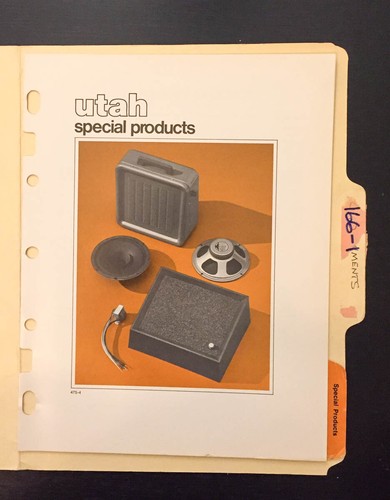 utah
special products
166-1
MENTS
Special Products
475-4